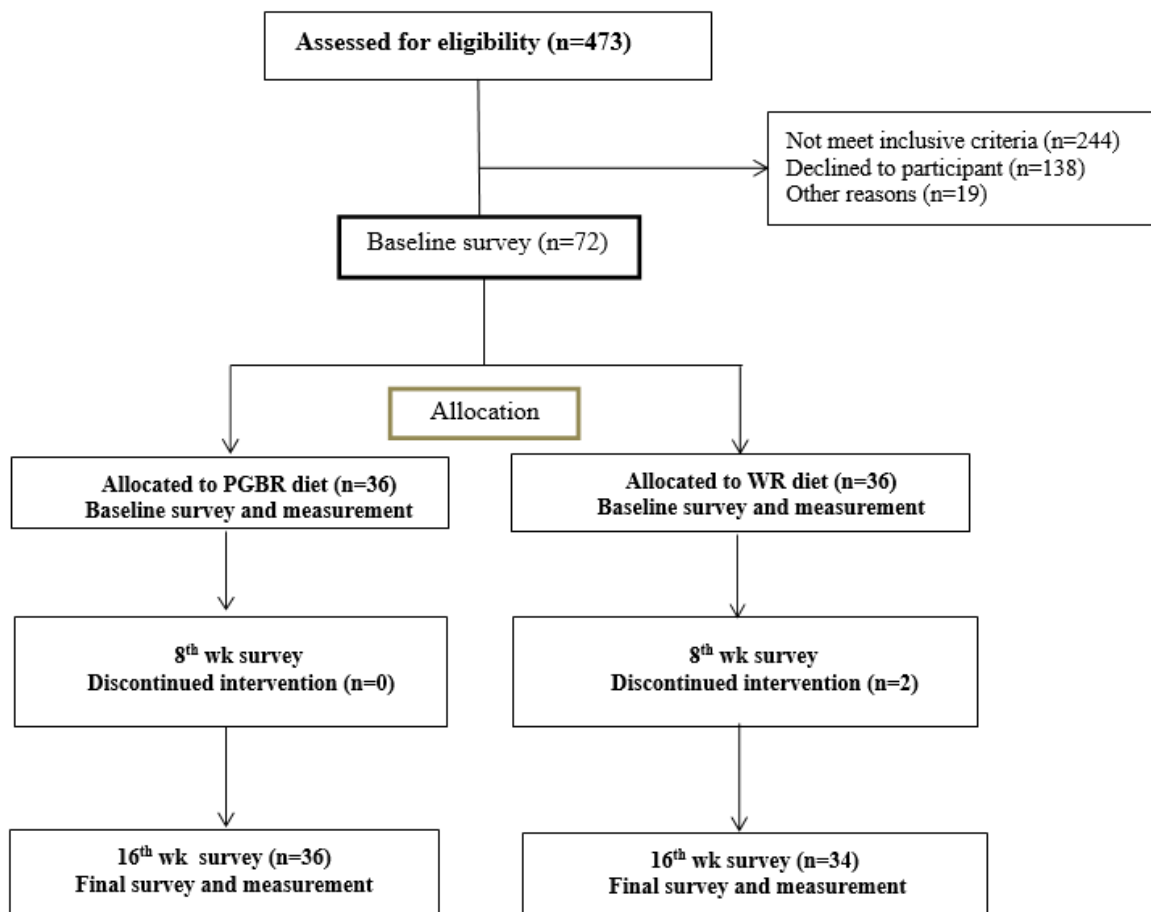 Assessed for eligibility (n=473)
Not meet inclusive criteria (n=244)
Declined to participant (n=138)
Other reasons (n=19)
Baseline survey (n=72)
Allocation
Allocated to PGBR diet (n=36)
Baseline survey and measurement
Allocated to WR diet (n=36)
Baseline survey and measurement
8th wk survey
Discontinued intervention (n=0)
8th wk survey
Discontinued intervention (n=2)
16th wk survey (n=36)
Final survey and measurement
16th wk survey (n=34)
Final survey and measurement